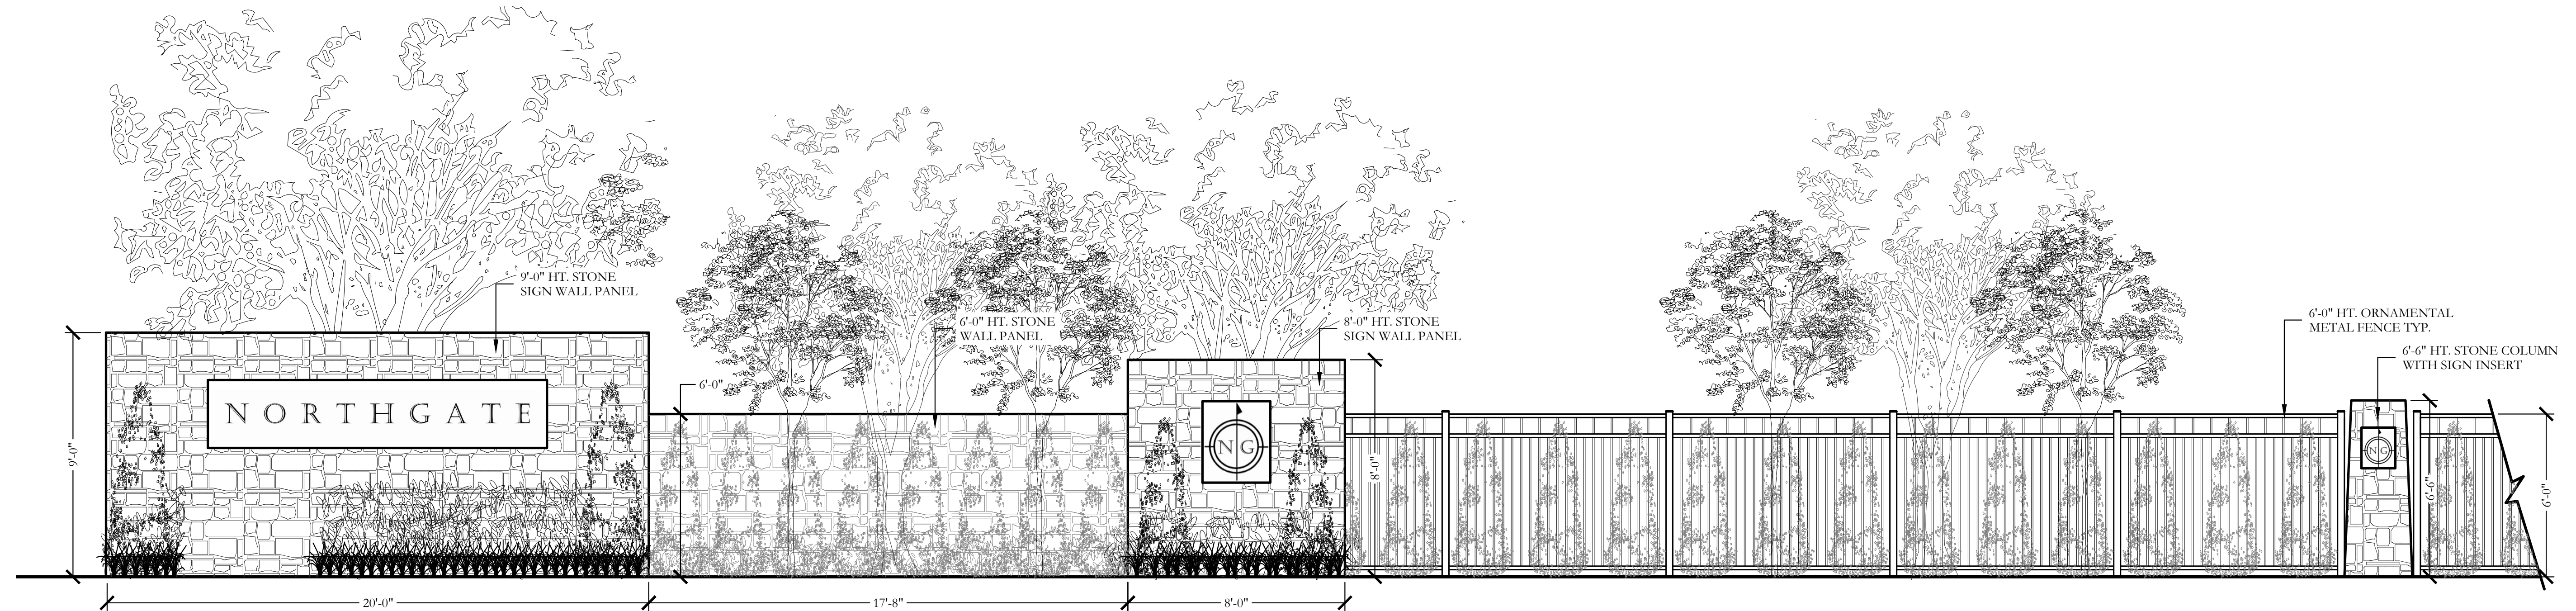 9'-0" HT. STONE
SIGN WALL PANEL
6'-0" HT. STONE
WALL PANEL
8'-0" HT. STONE
SIGN WALL PANEL
6'-0" HT. ORNAMENTAL
METAL FENCE TYP.
6'-6" HT. STONE COLUMN
WITH SIGN INSERT
NORTHGATE
NG
NG
9'-0"
6'-0"
8'-0"
6'-6"
6'-0"
20'-0"
17'-8"
8'-0"